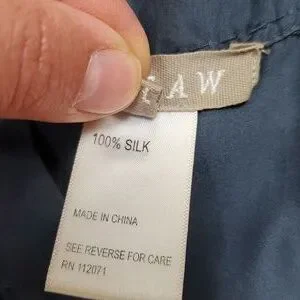 AW
100% SILK
MADE IN CHINA
SEE REVERSE FOR CARE
RN 112071